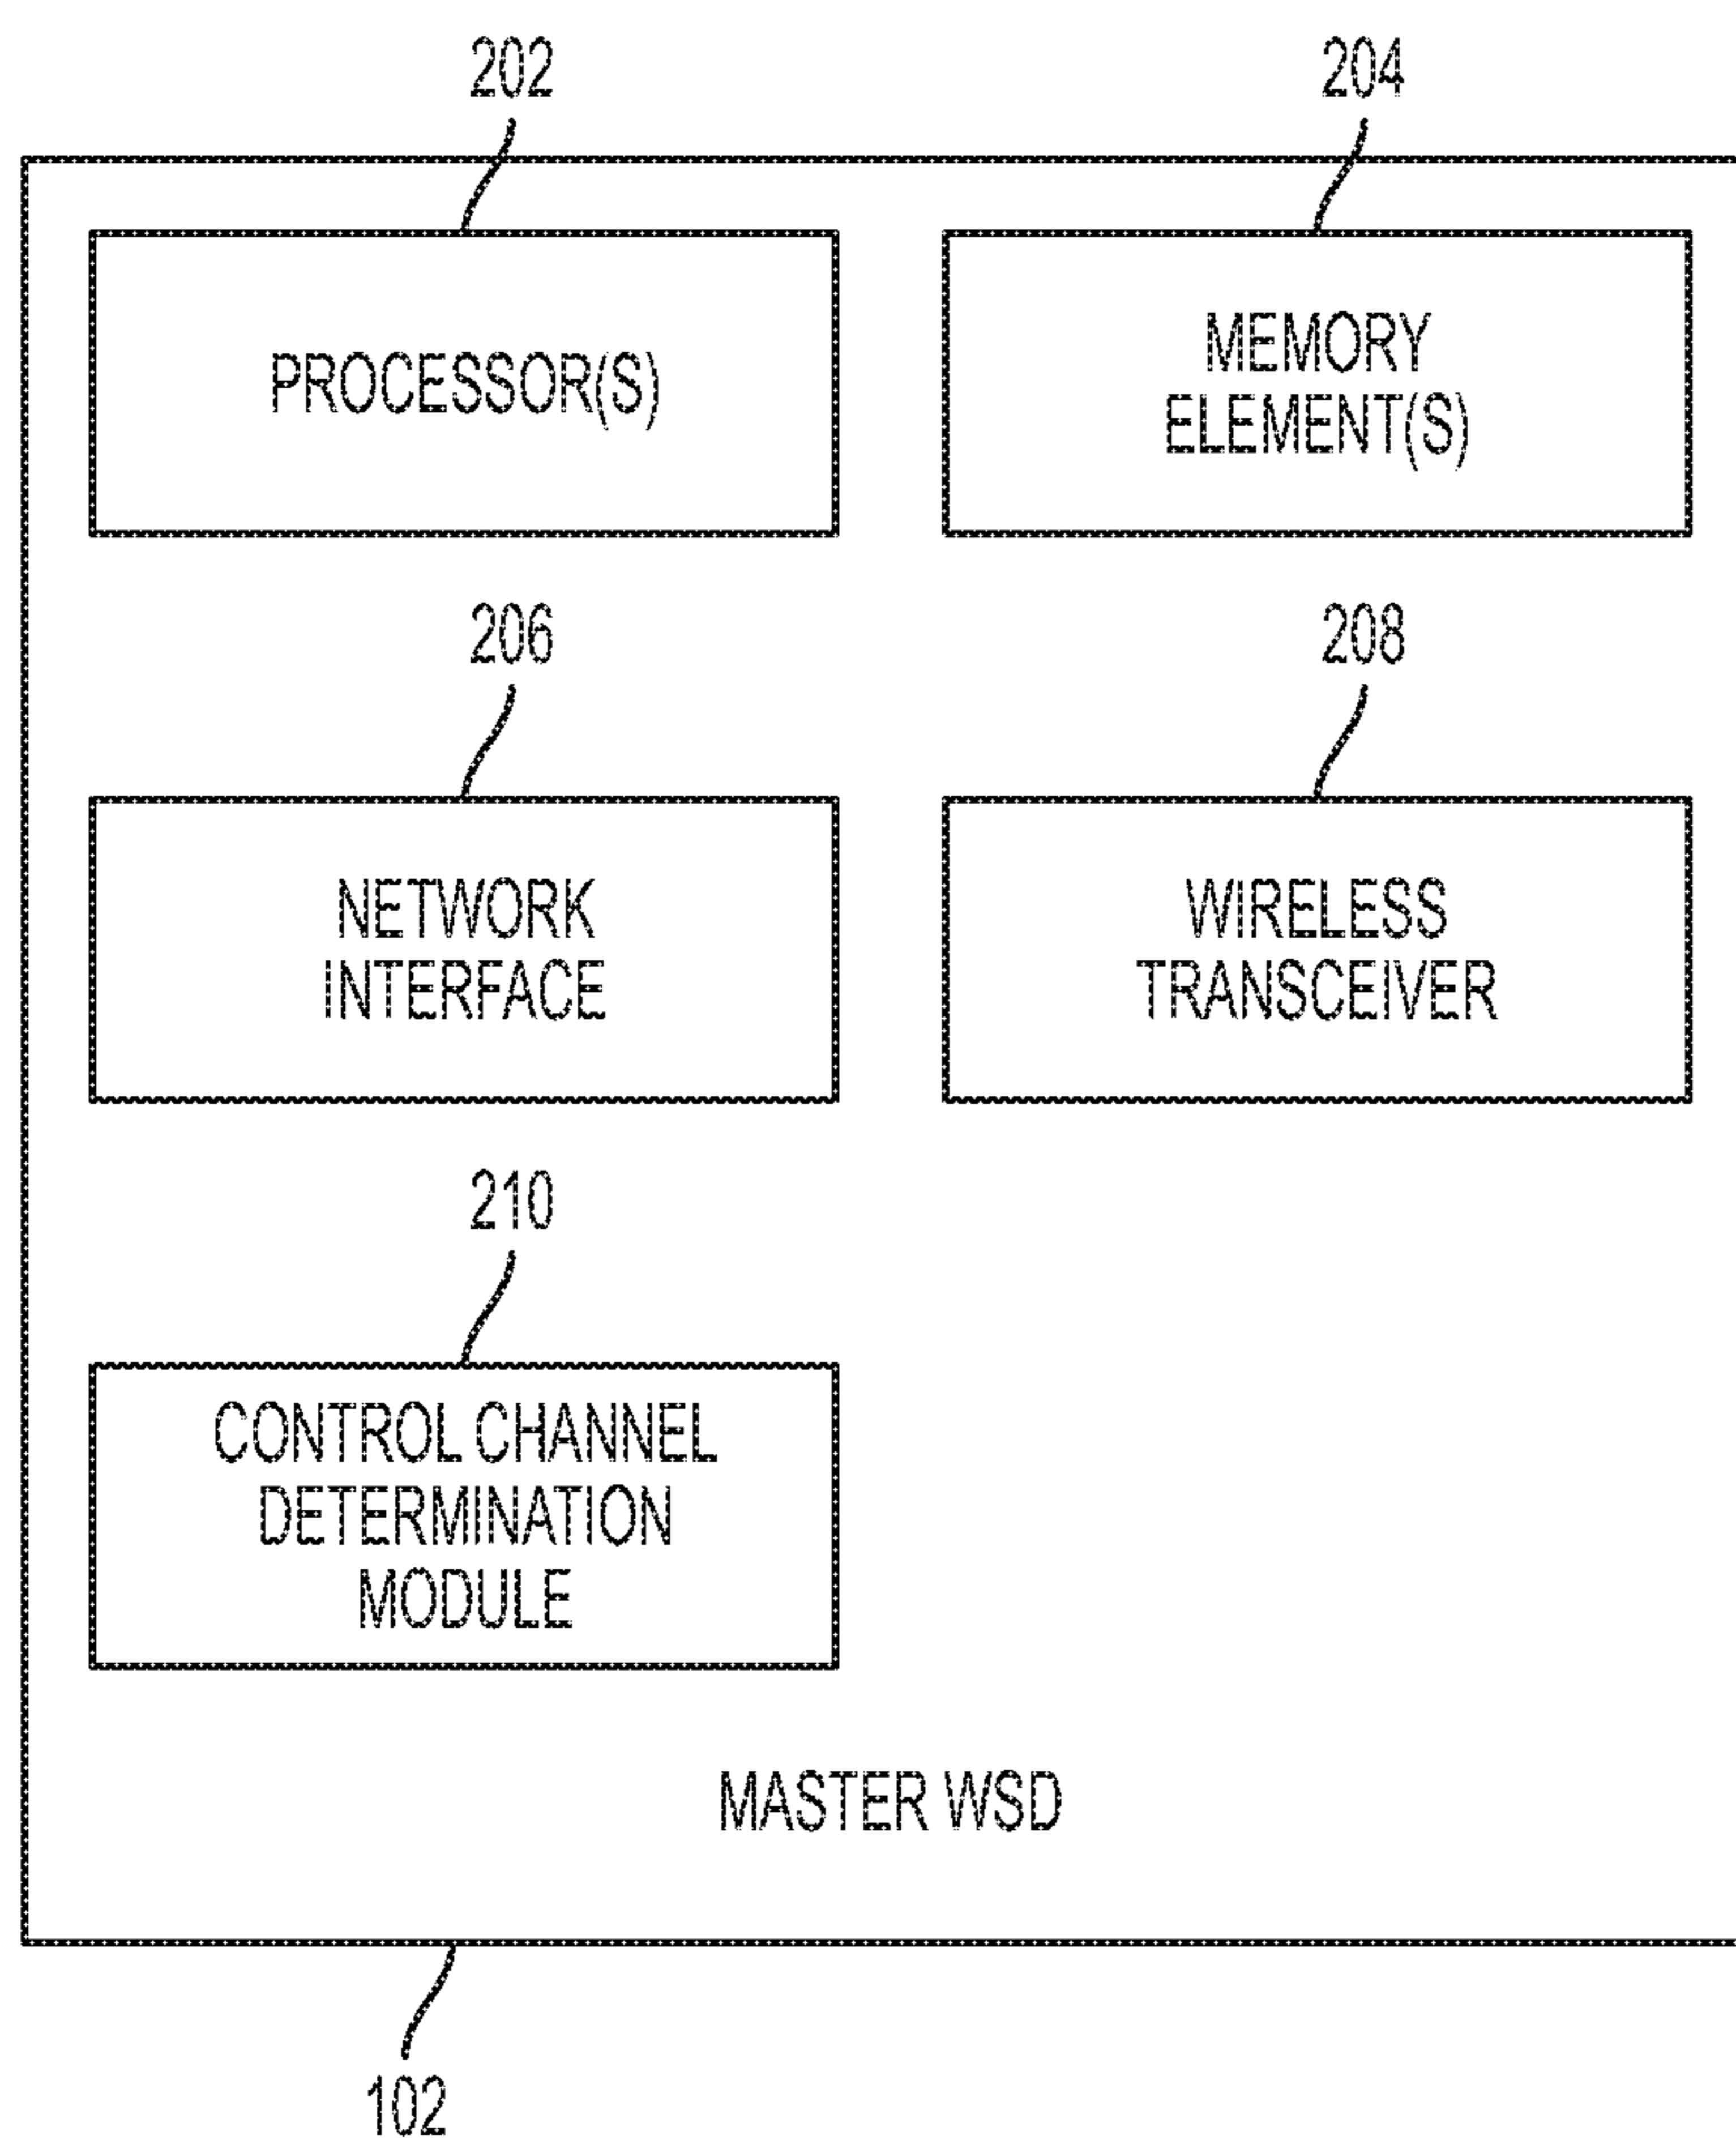 202
204
PROCESSOR(S)
MEMORY
ELEMENT(S)
206
208
NETWORK
INTERFACE
WIRELESS
TRANSCEIVER
210
CONTROL CHANNEL
DETERMINATION
MODULE
MASTER WSD
102